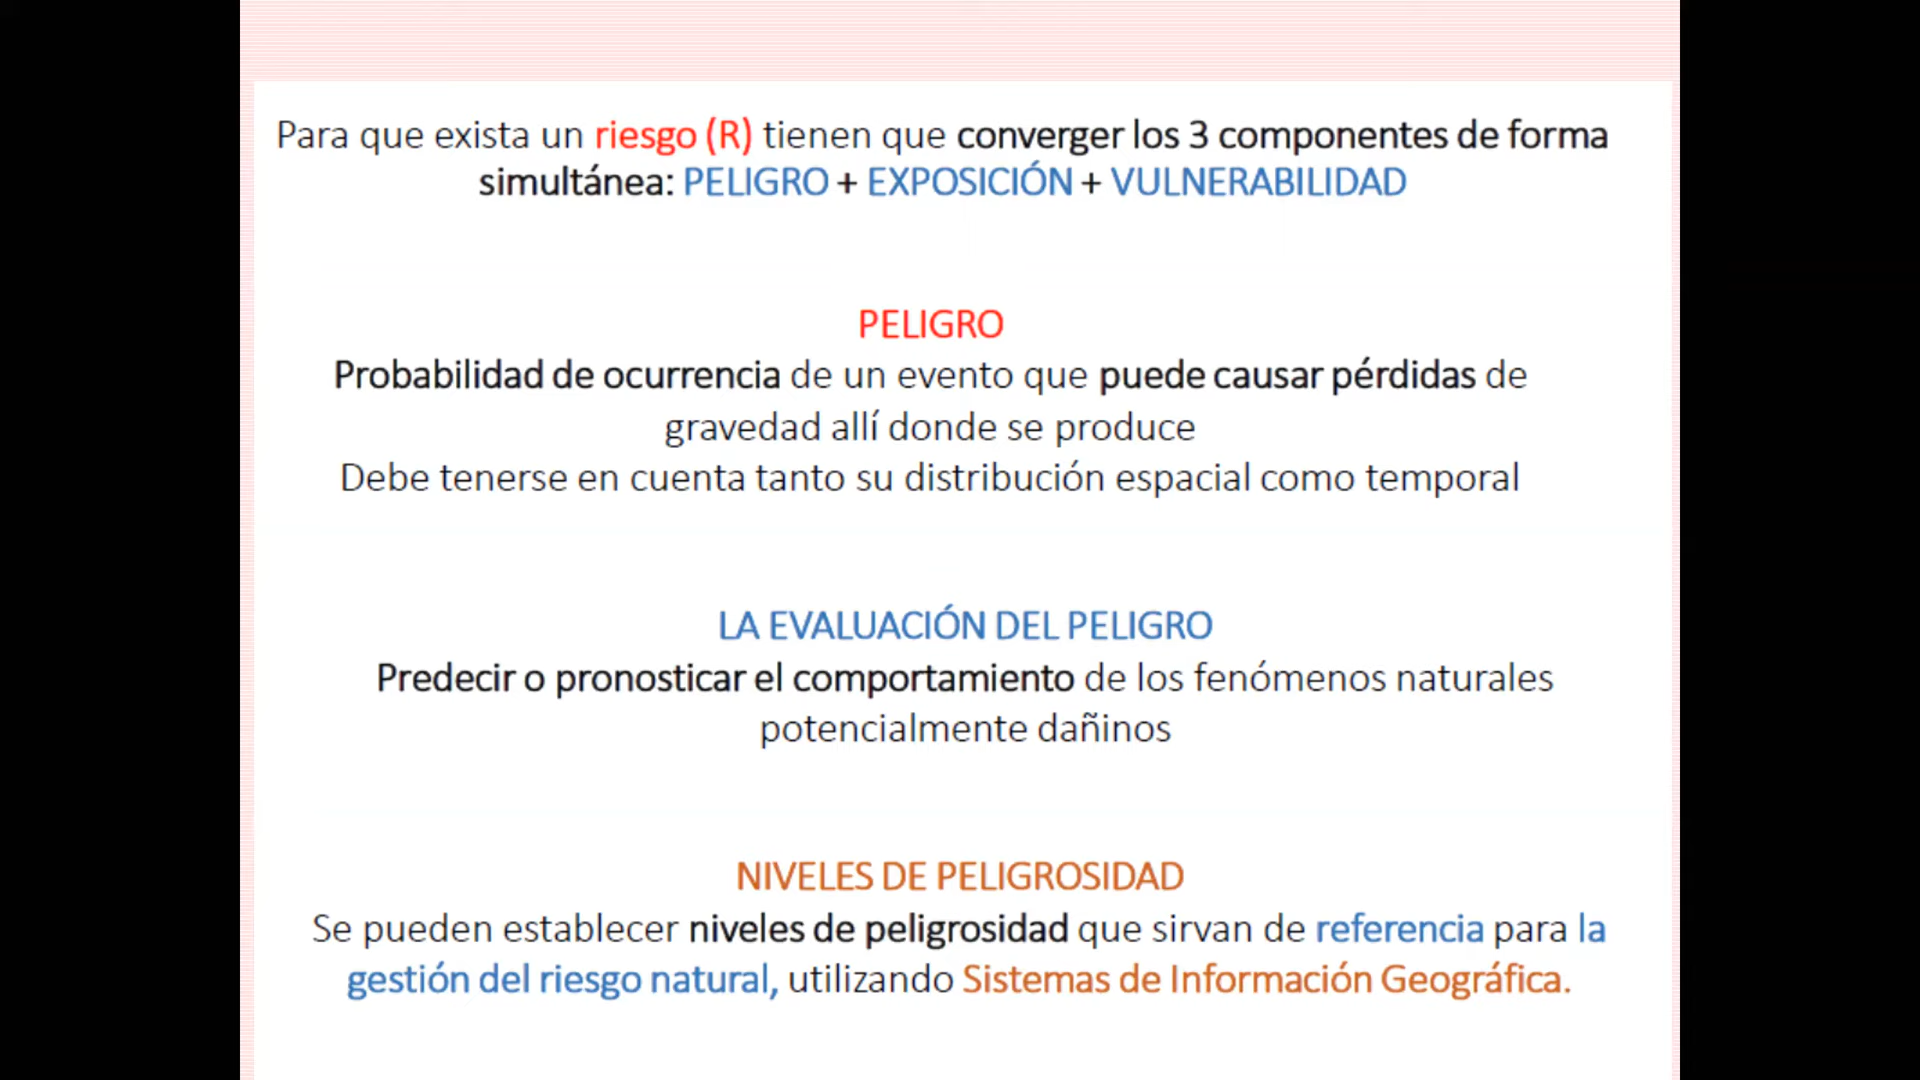 Para que exista un riesgo (R) tienen que converger los 3 componentes de forma
simultánea: PELIGRO + EXPOSICIÓN + VULNERABILIDAD
PELIGRO
Probabilidad de ocurrencia de un evento que puede causar pérdidas de
gravedad allí donde se produce
Debe tenerse en cuenta tanto su distribución espacial como temporal
LA EVALUACIÓN DEL PELIGRO
Predecir o pronosticar el comportamiento de los fenómenos naturales
potencialmente dañinos
NIVELES DE PELIGROSIDAD
Se pueden establecer niveles de peligrosidad que sirvan de referencia para la
gestión del riesgo natural, utilizando Sistemas de Información Geográfica.